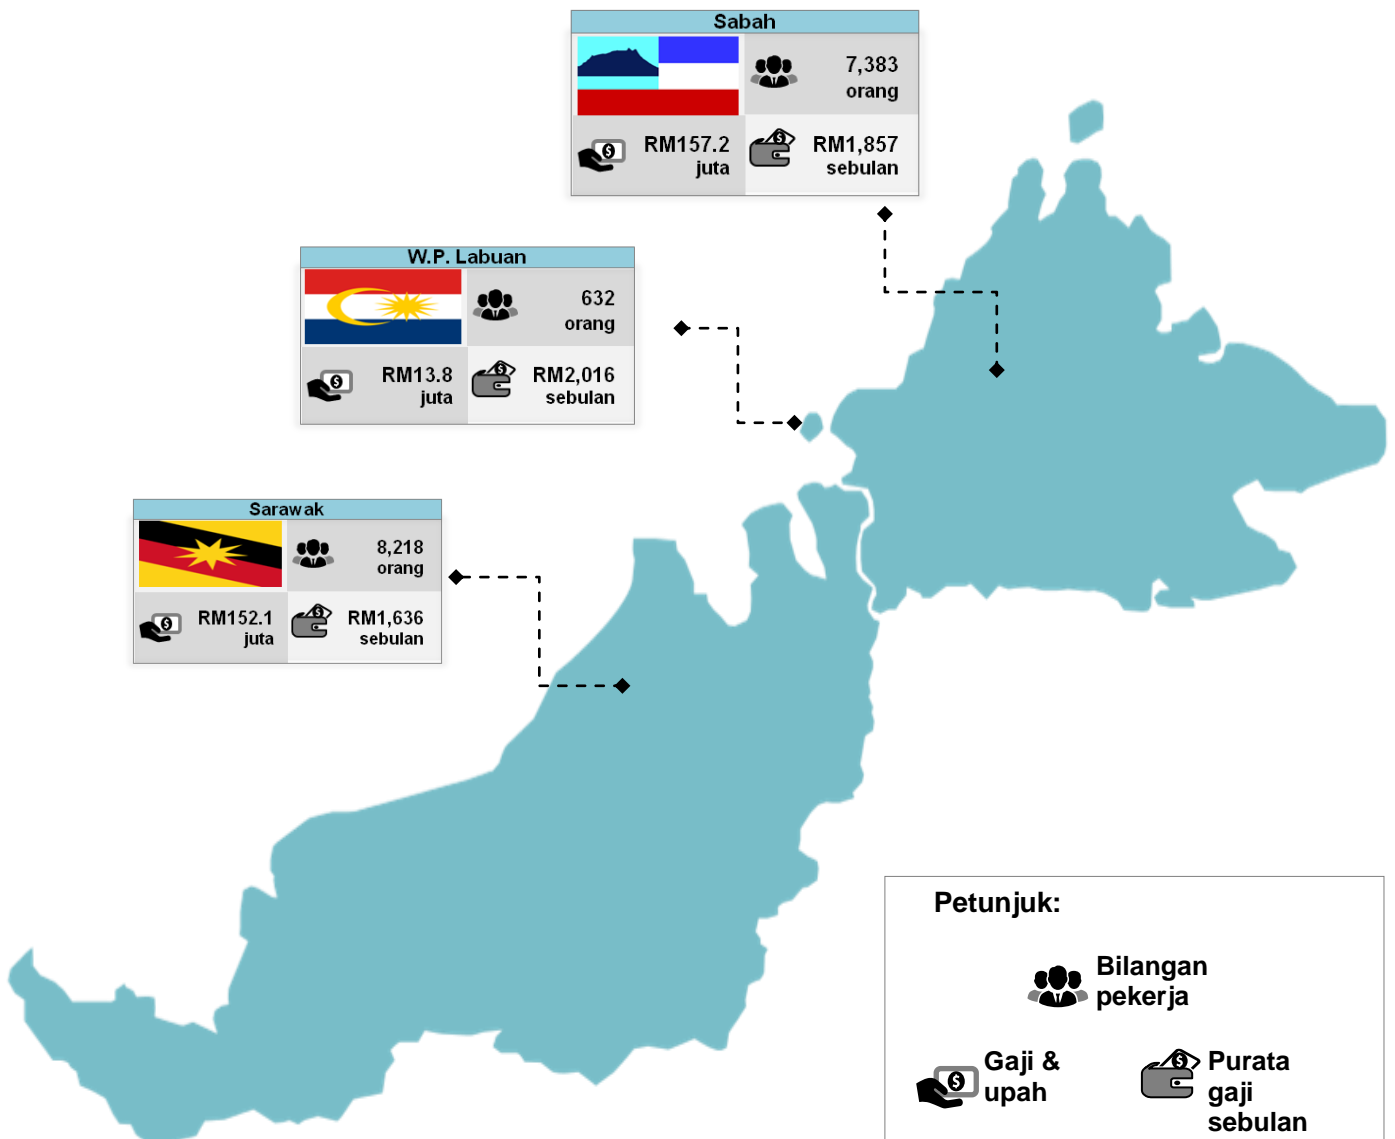 Sabah
7,383
orang
RM157.2
juta
RM1,857
sebulan
W.P. Labuan
632
orang
RM13.8
juta
RM2,016
sebulan
Sarawak
8,218
orang
RM152.1
juta
RM1,636
sebulan
Petunjuk:
Bilangan
pekerja
Gaji &
upah
Purata
gaji
sebulan